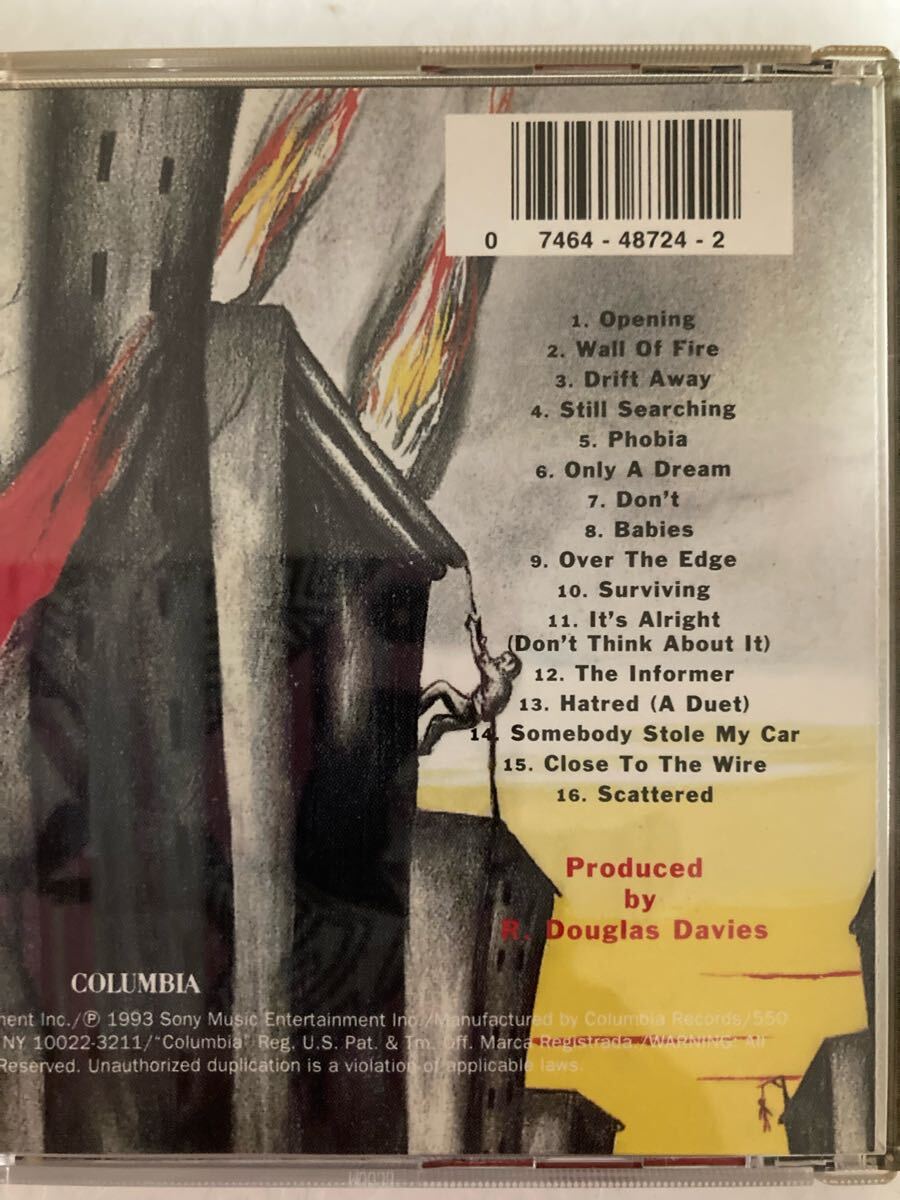 0 7464 - 48724 - 2
1. Opening
2. Wall Of Fire
3. Drift Away
4. Still Searching
5. Phobia
6. Only A Dream
7. Don't
8. Babies
9. Over The Edge
10. Surviving
11. It's Alright
(Don't Think About It)
12. The Informer
13. Hatred (A Duet)
14. Somebody Stole My Car
15. Close To The Wire
16. Scattered
Produced
by
R. Douglas Davies
COLUMBIA
Inc./℗ 1993 Sony Music Entertainment Inc./Manufactured by Columbia Records/550
NY 10022-3211/"Columbia" Reg. U.S. Pat. & Tm. Off. Marca Registrada./WARNING: All
Reserved. Unauthorized duplication is a violation of applicable laws.